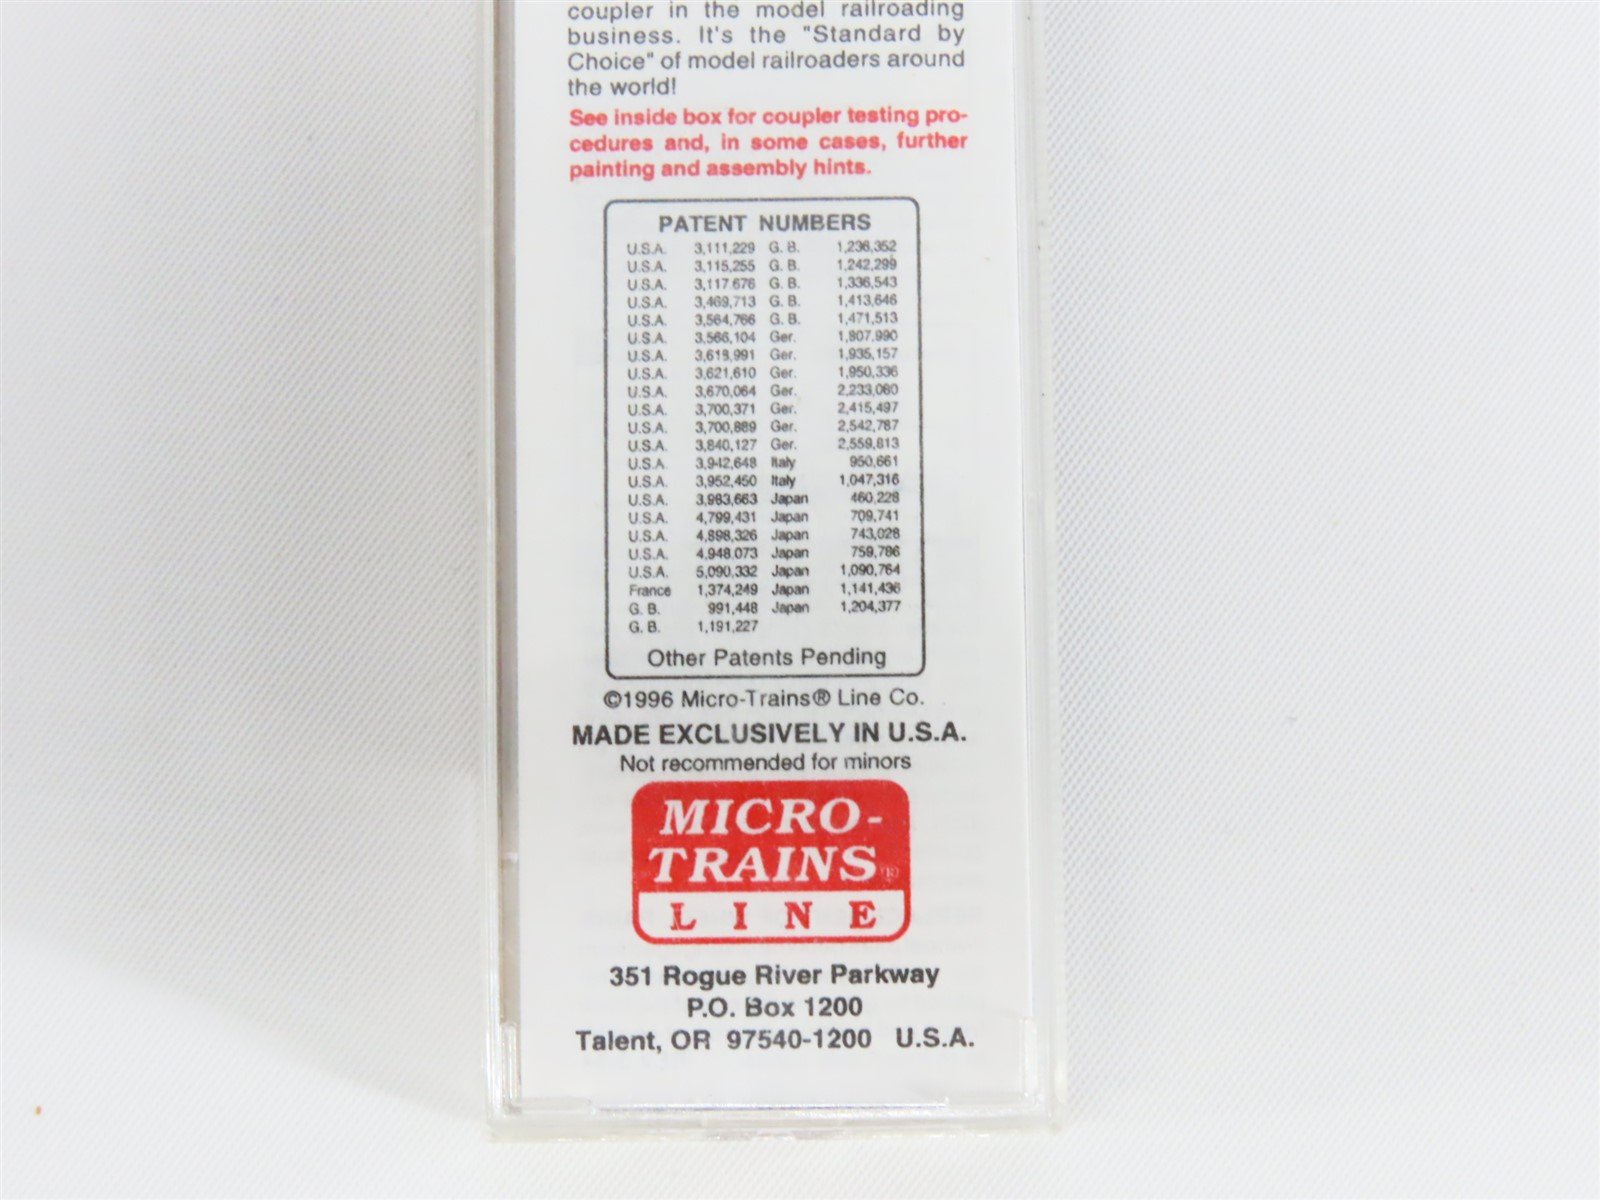 coupler in the model railroading
business. It's the "Standard by
Choice" of model railroaders around
the world!
See inside box for coupler testing pro-
cedures and, in some cases, further
painting and assembly hints.
PATENT NUMBERS
U.S.A. 3,111,229 G. B. 1,236,352
U.S.A. 3,115,255 G. B. 1,242,299
U.S.A. 3,117,676 G. B. 1,336,543
U.S.A. 3,469,713 G. B. 1,413,646
U.S.A. 3,564,766 G. B. 1,471,513
U.S.A. 3,566,104 Ger. 1,807,990
U.S.A. 3,619,991 Ger. 1,935,157
U.S.A. 3,621,610 Ger. 1,950,336
U.S.A. 3,670,064 Ger. 2,233,060
U.S.A. 3,700,371 Ger. 2,415,497
U.S.A. 3,700,889 Ger. 2,542,787
U.S.A. 3,840,127 Ger. 2,559,813
U.S.A. 3,942,648 Italy 950,661
U.S.A. 3,952,450 Italy 1,047,316
U.S.A. 3,983,663 Japan 460,228
U.S.A. 4,799,431 Japan 709,741
U.S.A. 4,898,326 Japan 743,028
U.S.A. 4,948,073 Japan 759,786
U.S.A. 5,090,332 Japan 1,090,764
France 1,374,249 Japan 1,141,436
G. B. 991,448 Japan 1,204,377
G. B. 1,191,227
Other Patents Pending
©1996 Micro-Trains® Line Co.
MADE EXCLUSIVELY IN U.S.A.
Not recommended for minors
MICRO-
TRAINS®
LINE
351 Rogue River Parkway
P.O. Box 1200
Talent, OR 97540-1200 U.S.A.